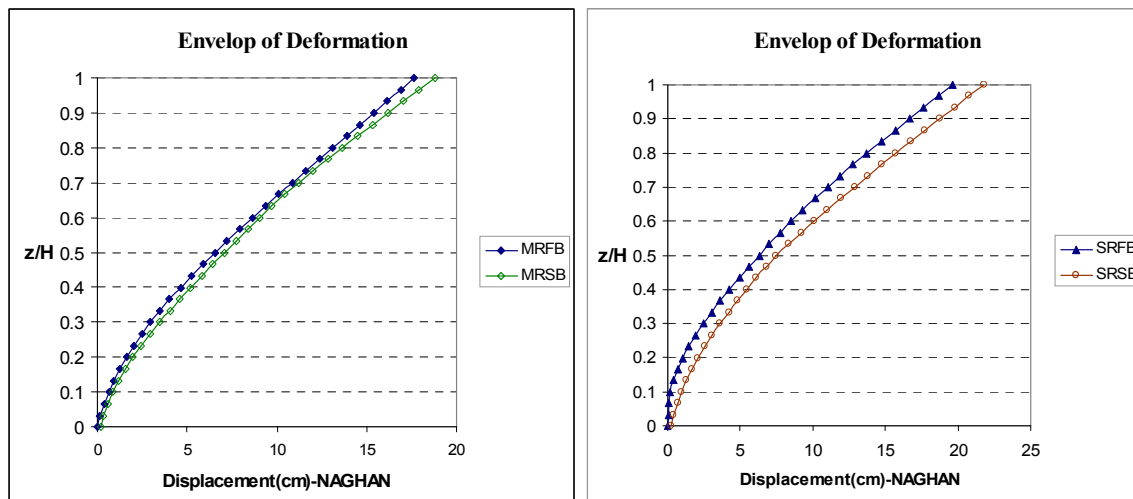 Envelop of Deformation
1
0.9
0.8
0.7
0.6
0.5
0.4
0.3
0.2
0.1
0
z/H
0 5 10 15 20
Displacement(cm)-NAGHAN
MRFB
MRSB
Envelop of Deformation
1
0.9
0.8
0.7
0.6
0.5
0.4
0.3
0.2
0.1
0
z/H
0 5 10 15 20 25
Displacement(cm)-NAGHAN
SRFB
SRSB